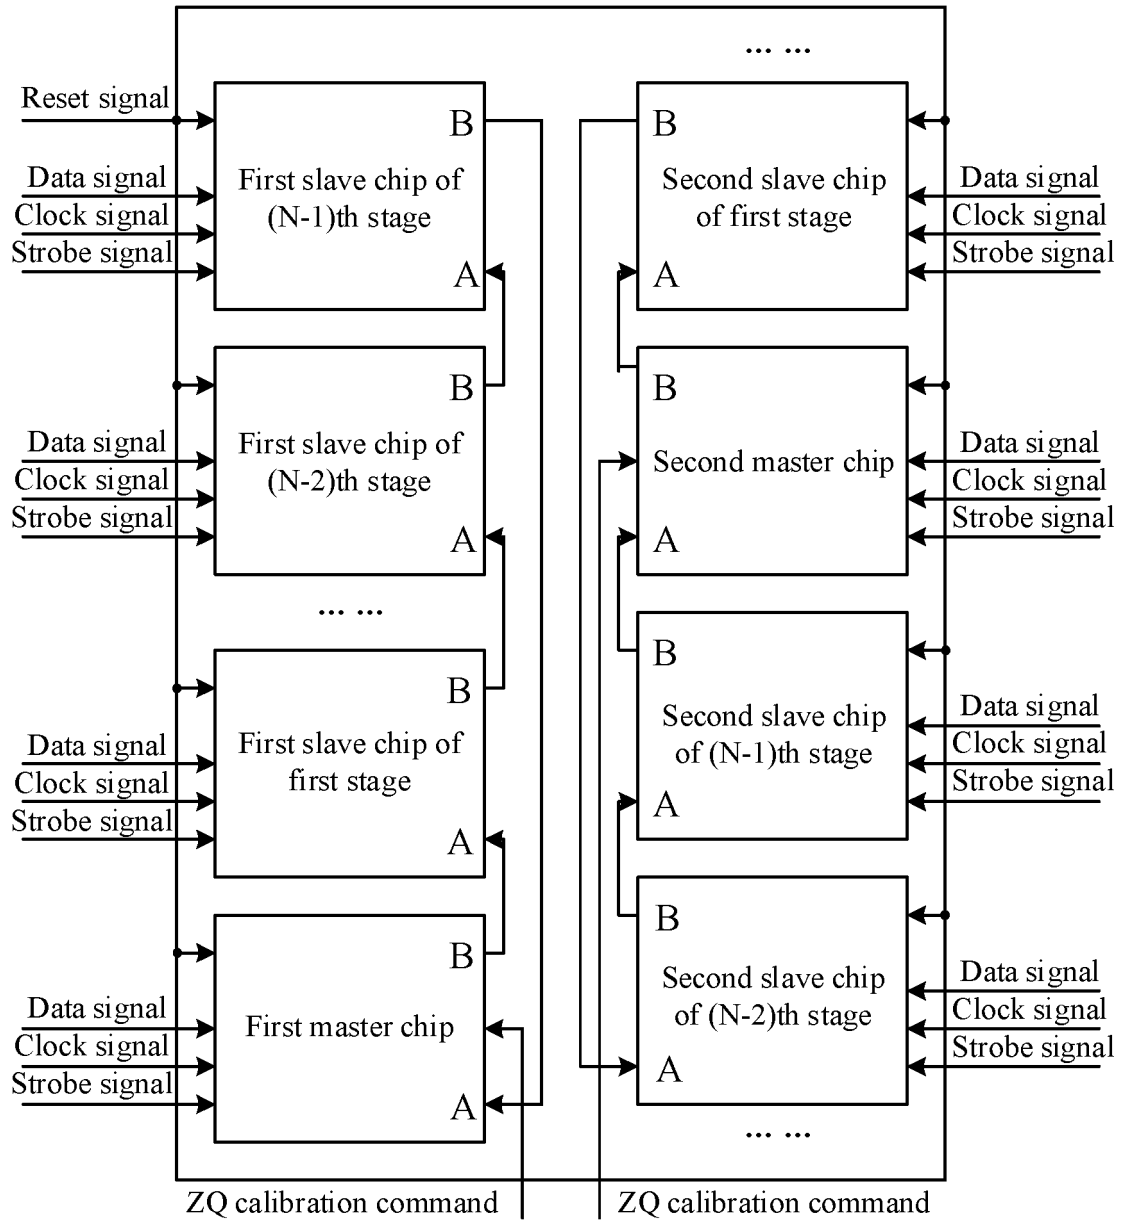 ... ...
Reset signal
B
Data signal
First slave chip of
Clock signal
(N-1)th stage
Strobe signal
A
B
Second slave chip
of first stage
A
Data signal
Clock signal
Strobe signal
B
Data signal
First slave chip of
Clock signal
(N-2)th stage
Strobe signal
A
B
Second master chip
A
Data signal
Clock signal
Strobe signal
... ...
B
Data signal
First slave chip of
Clock signal
first stage
Strobe signal
A
B
Second slave chip
of (N-1)th stage
A
Data signal
Clock signal
Strobe signal
B
Data signal
First master chip
Clock signal
Strobe signal
A
B
Second slave chip
of (N-2)th stage
A
Data signal
Clock signal
Strobe signal
... ...
ZQ calibration command
ZQ calibration command